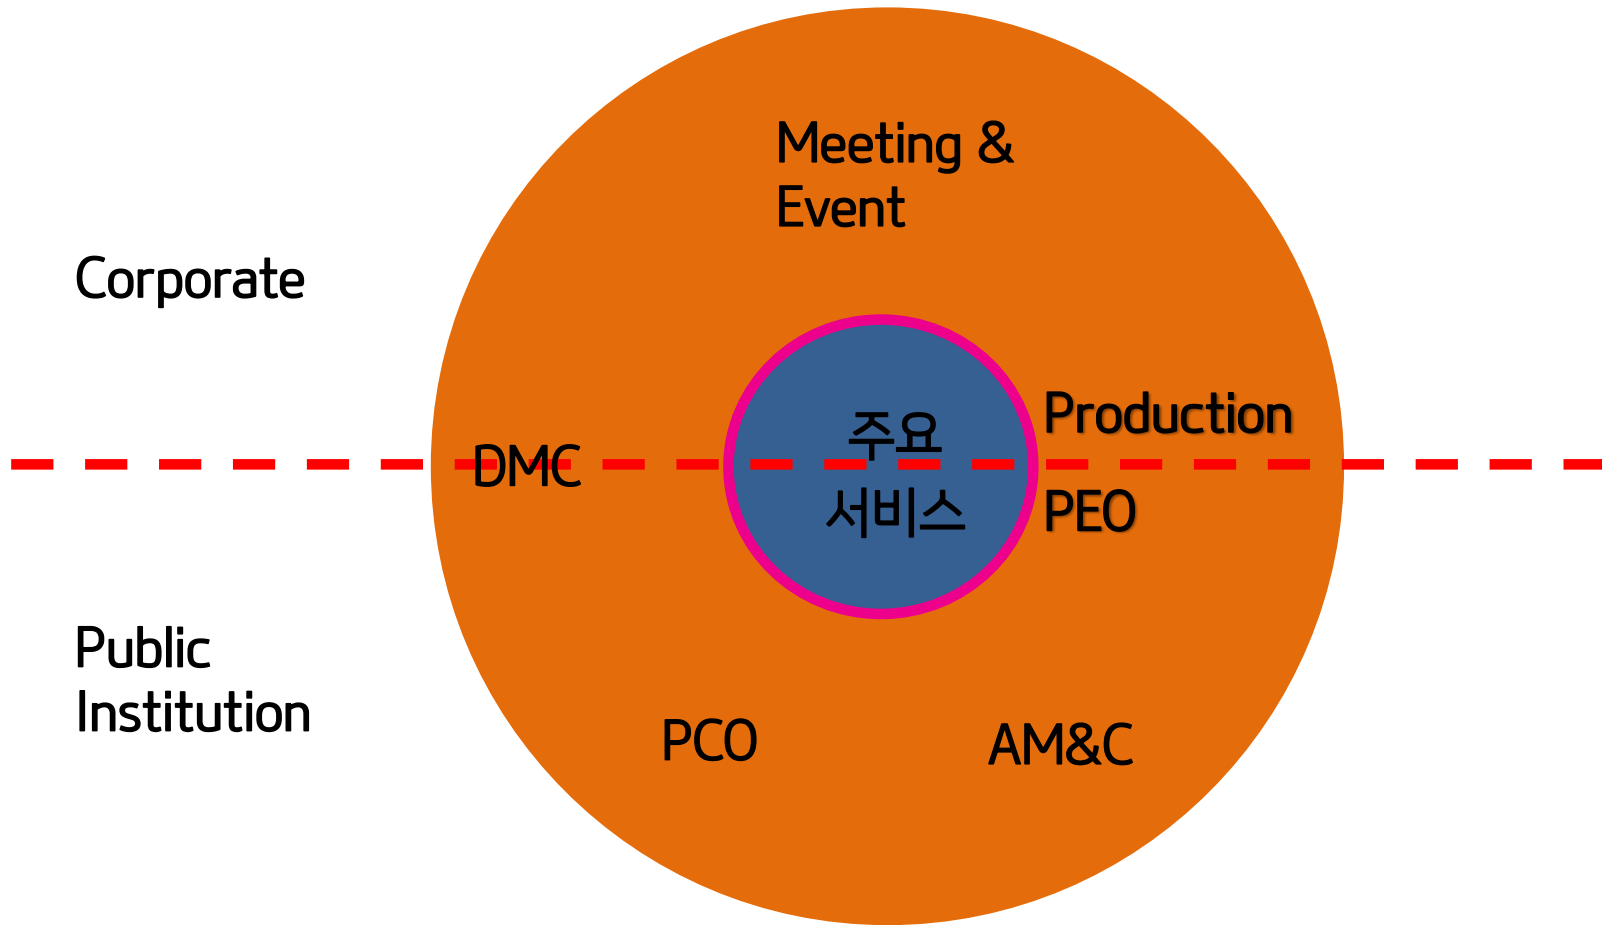 Meeting &
Event
Corporate
Production
주요
DMC
서비스
PEO
Public
Institution
PCO
AM&C